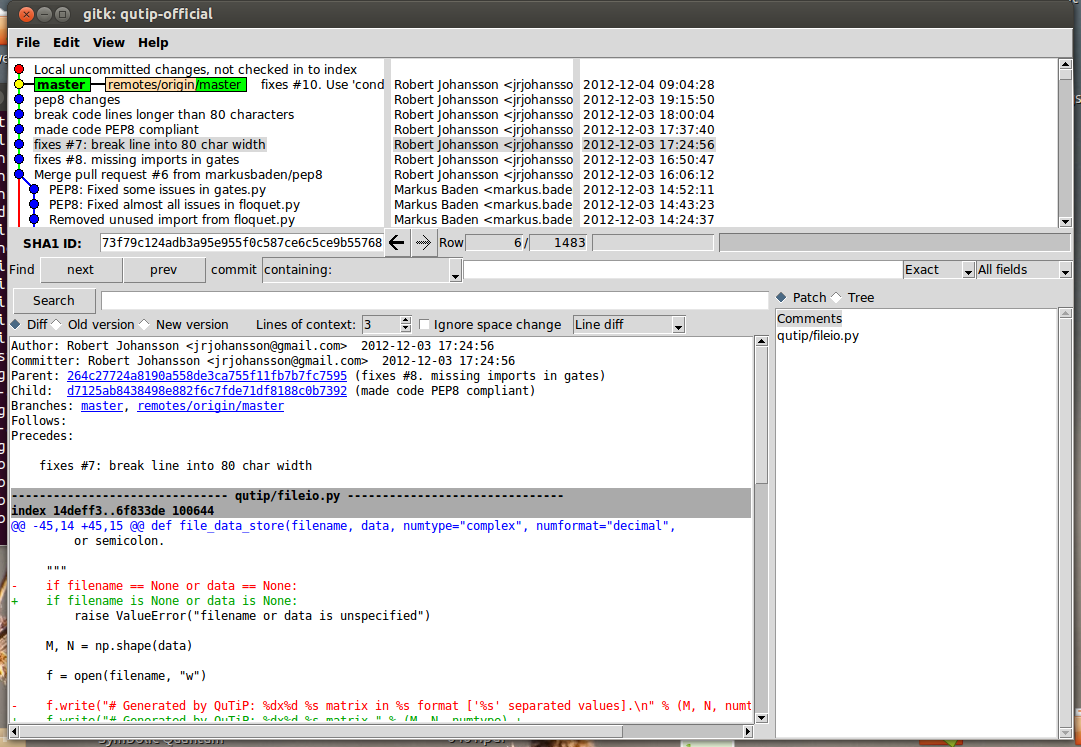 gitk: qutip-official
File Edit View Help
Local uncommitted changes, not checked in to index
master remotes/origin/master fixes #10. Use 'cond Robert Johansson <jrjohansso 2012-12-04 09:04:28
pep8 changes Robert Johansson <jrjohansso 2012-12-03 19:15:50
break code lines longer than 80 characters Robert Johansson <jrjohansso 2012-12-03 18:00:04
made code PEP8 compliant Robert Johansson <jrjohansso 2012-12-03 17:37:40
fixes #7: break line into 80 char width Robert Johansson <jrjohansso 2012-12-03 17:24:56
fixes #8. missing imports in gates Robert Johansson <jrjohansso 2012-12-03 16:50:47
Merge pull request #6 from markusbaden/pep8 Robert Johansson <jrjohansso 2012-12-03 16:06:12
PEP8: Fixed some issues in gates.py Markus Baden <markus.bade 2012-12-03 14:52:11
PEP8: Fixed almost all issues in floquet.py Markus Baden <markus.bade 2012-12-03 14:43:23
Removed unused import from floquet.py Markus Baden <markus.bade 2012-12-03 14:24:37
SHA1 ID: 73f79c124adb3a95e955f0c587ce6c5ce9b55768 Row 6 / 1483
Find next prev commit containing: Exact All fields
Search
Patch Tree
Diff Old version New version Lines of context: 3 Ignore space change Line diff
Comments
qutip/fileio.py
Author: Robert Johansson <jrjohansson@gmail.com>  2012-12-03 17:24:56
Committer: Robert Johansson <jrjohansson@gmail.com>  2012-12-03 17:24:56
Parent: 264c27724a8190a558de3ca755f11fb7b7fc7595 (fixes #8. missing imports in gates)
Child:  d7125ab8438498e882f6c7fde71df8188c0b7392 (made code PEP8 compliant)
Branches: master, remotes/origin/master
Follows:
Precedes:
    fixes #7: break line into 80 char width
------------------------------ qutip/fileio.py ------------------------------
index 14deff3..6f833de 100644
@@ -45,14 +45,15 @@ def file_data_store(filename, data, numtype="complex", numformat="decimal",
         or semicolon.
     """
-    if filename == None or data == None:
+    if filename is None or data is None:
         raise ValueError("filename or data is unspecified")
     M, N = np.shape(data)
     f = open(filename, "w")
-    f.write("# Generated by QuTiP: %dx%d %s matrix in %s format ['%s' separated values].\n" % (M, N, numt
+    f.write("# Generated by QuTiP: %dx%d %s matrix " % (M, N, numtype) +